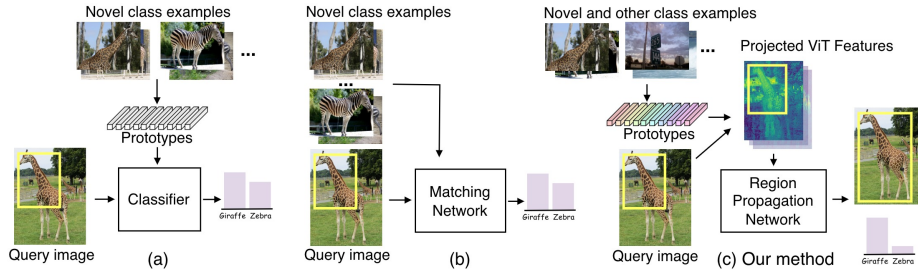 Novel class examples
...
Prototypes
Classifier
Giraffe Zebra
Query image
(a)
Novel class examples
...
Matching
Network
Giraffe Zebra
Query image
(b)
Novel and other class examples
...
Projected ViT Features
Prototypes
Query image
Region
Propagation
Network
Giraffe Zebra
(c) Our method